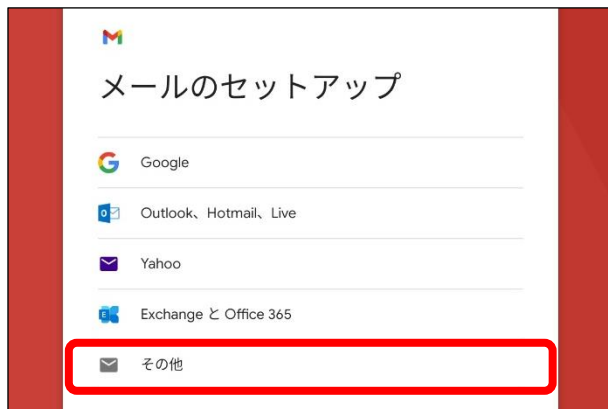 メールのセットアップ
Google
Outlook、Hotmail、Live
Yahoo
Exchange と Office 365
その他